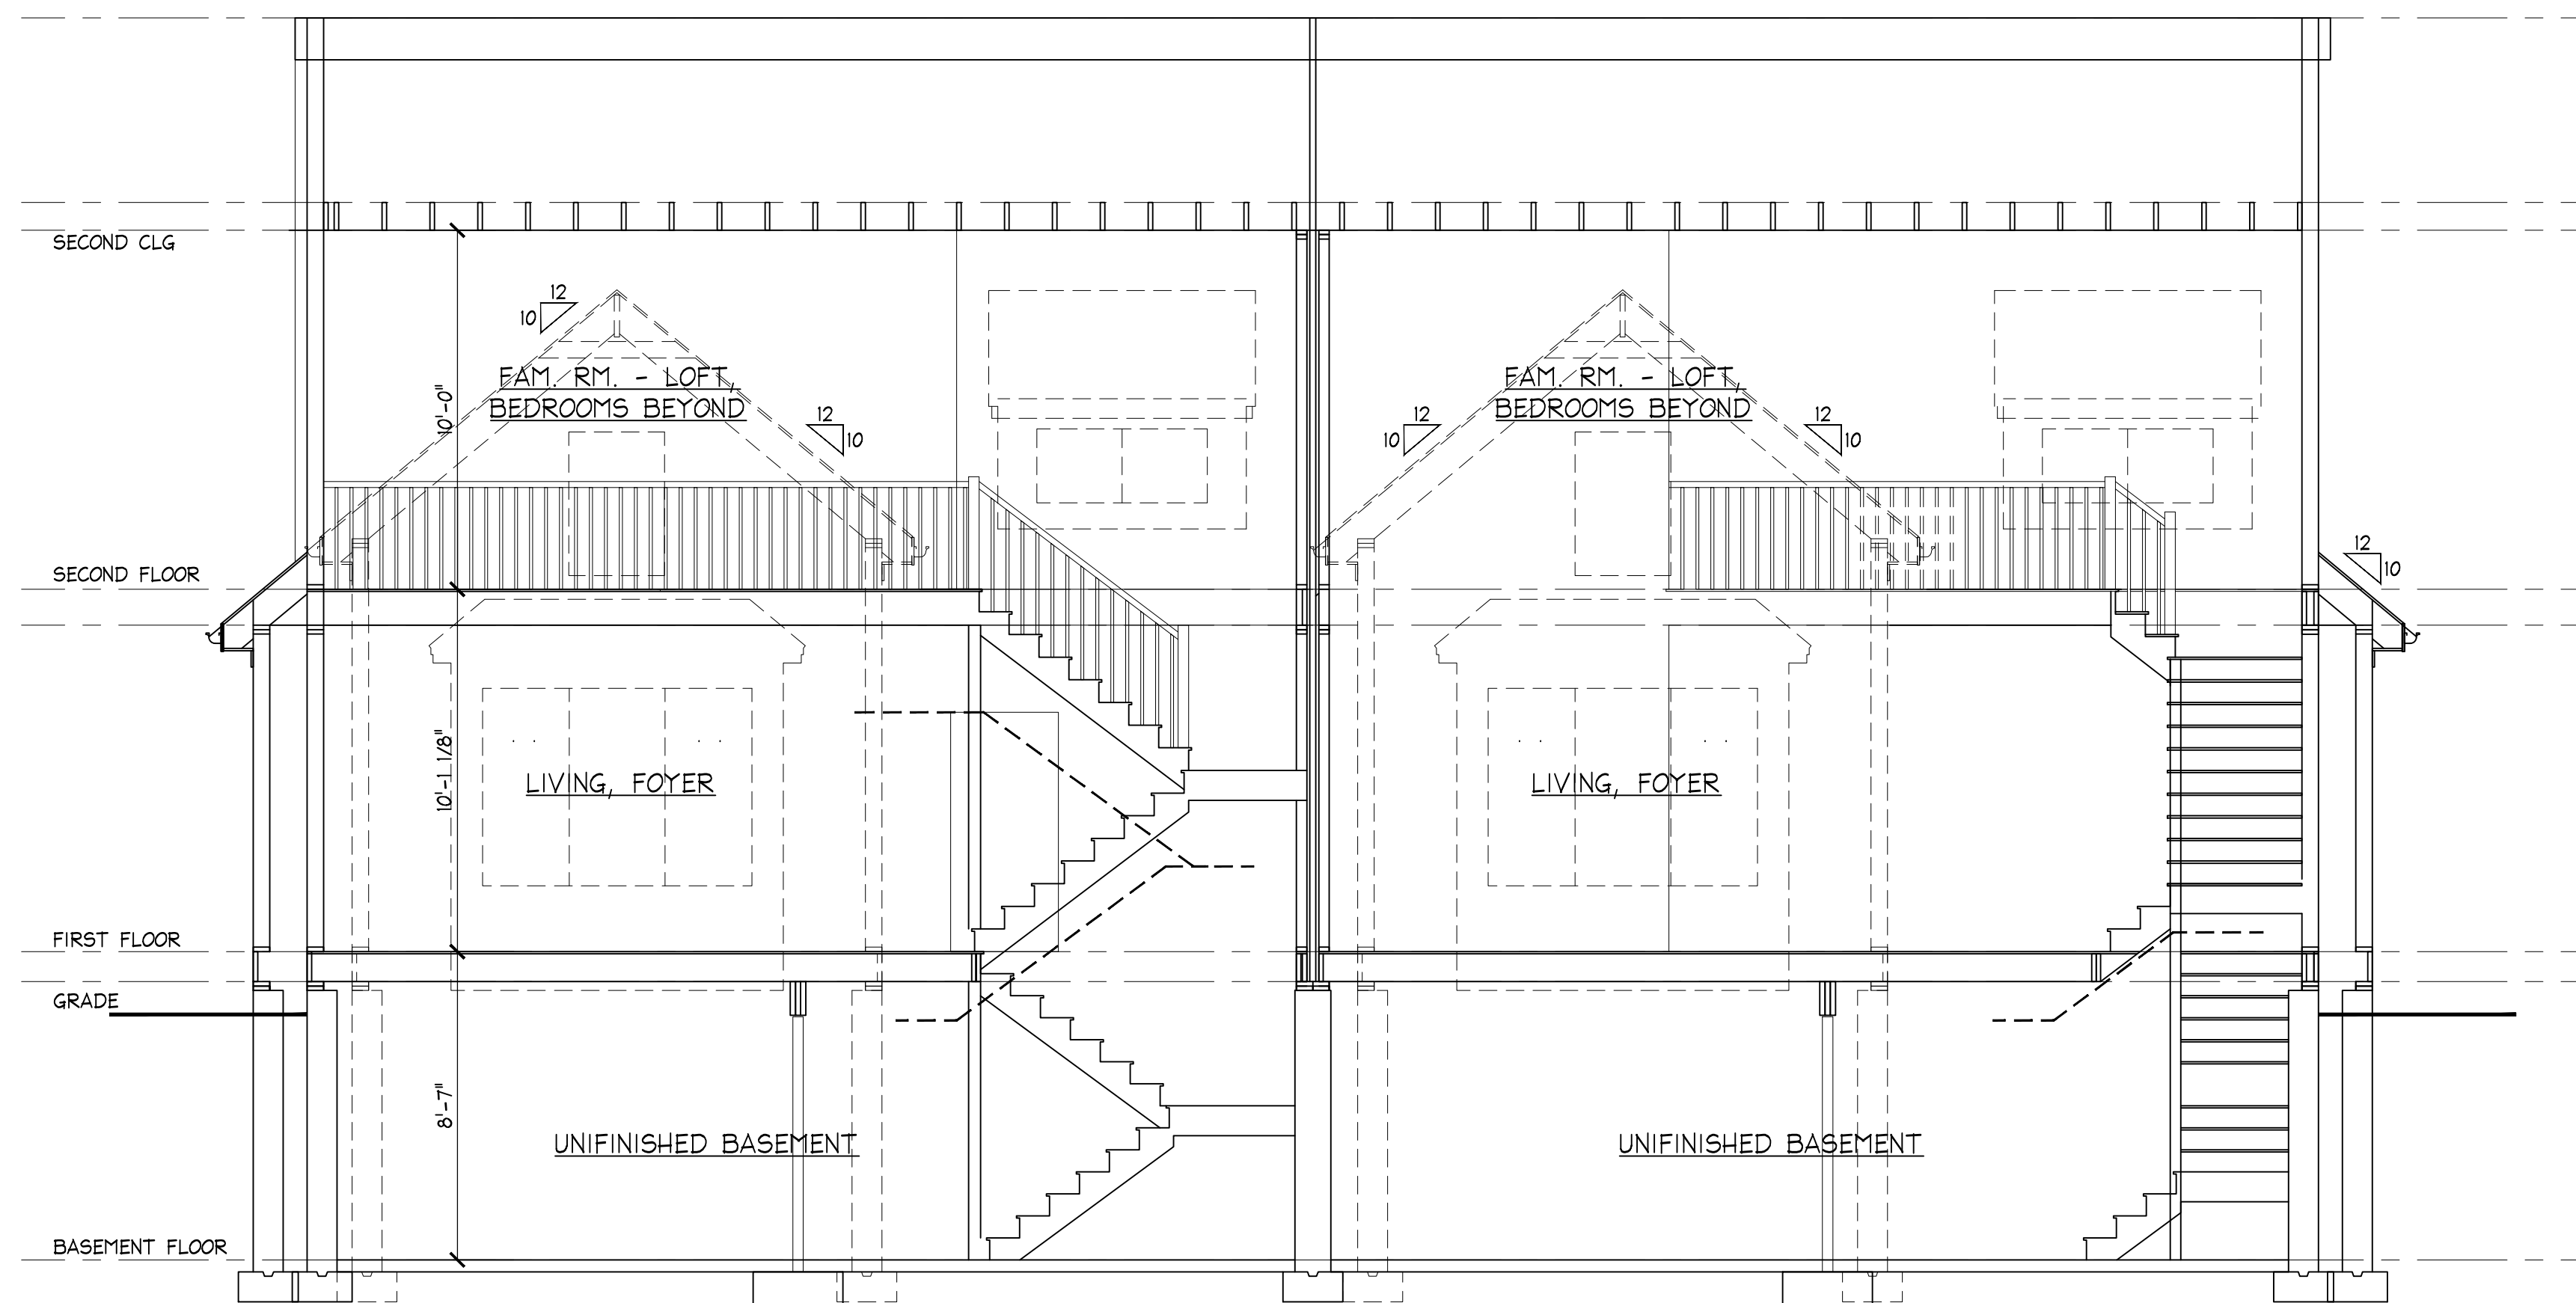 SECOND CLG
12
10
FAM. RM. - LOFT,
BEDROOMS BEYOND
10'-0"
12
10
FAM. RM. - LOFT,
BEDROOMS BEYOND
12
10
12
10
SECOND FLOOR
12
10
10'-1 1/8"
LIVING, FOYER
LIVING, FOYER
FIRST FLOOR
GRADE
8'-7"
UNIFINISHED BASEMENT
UNIFINISHED BASEMENT
BASEMENT FLOOR